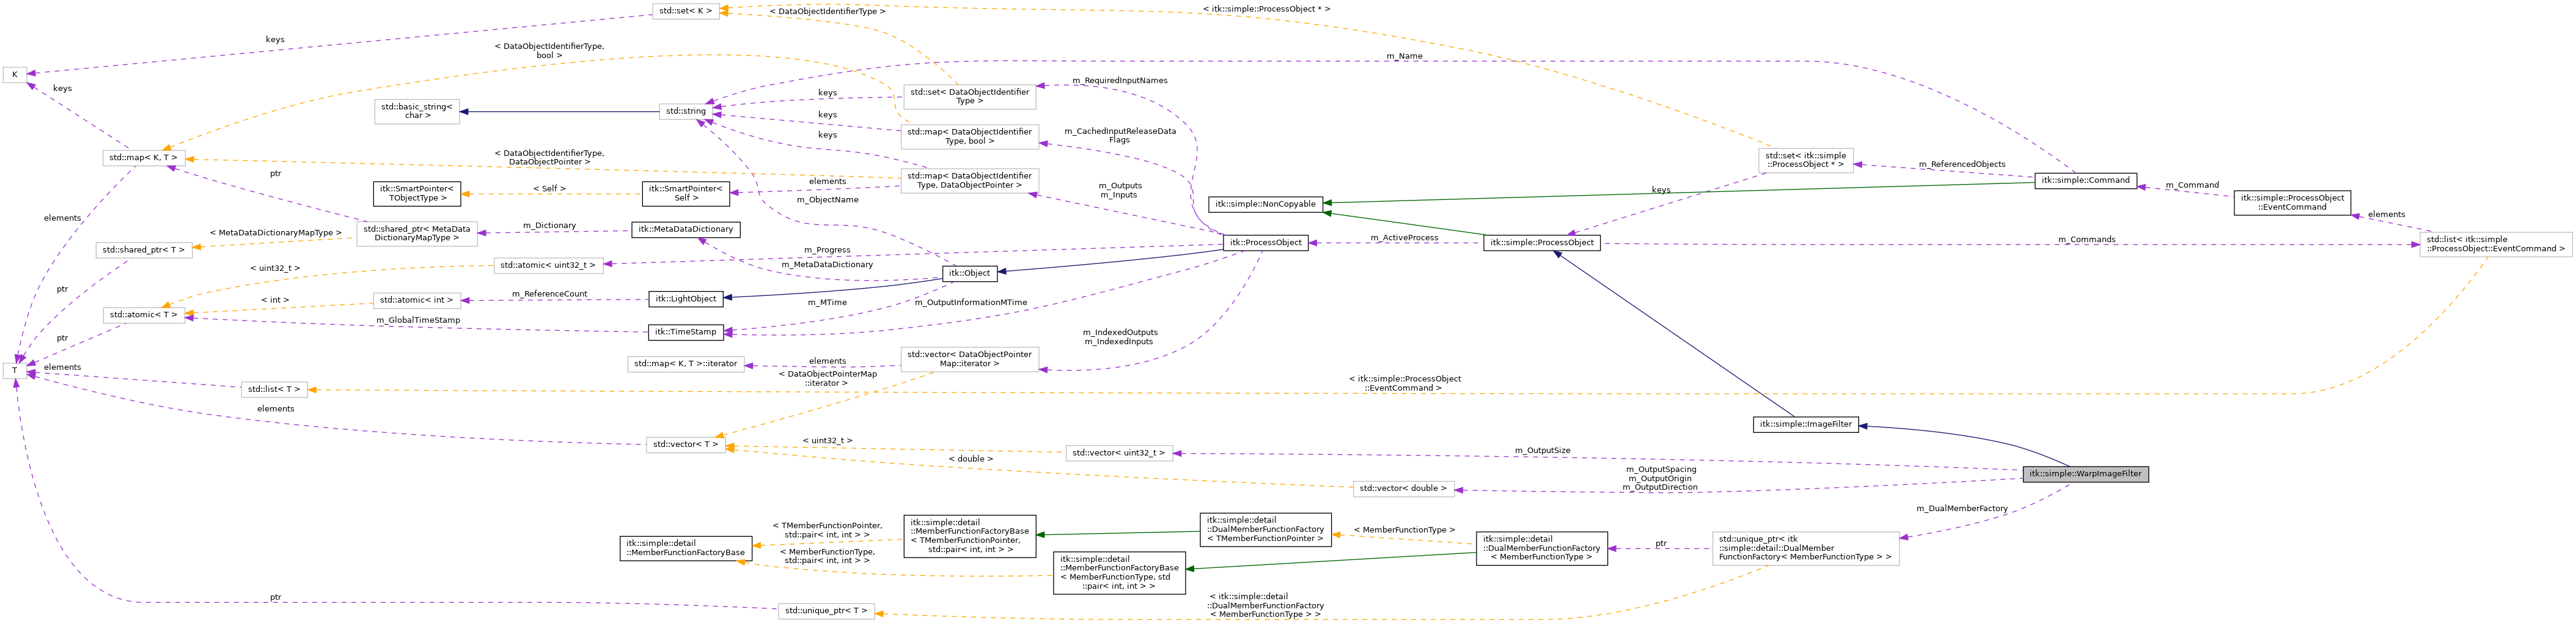 std::set< K >
< DataObjectIdentifierType >
< itk::simple::ProcessObject * >
keys
< DataObjectIdentifierType,
bool >
m_Name
K
keys
m_RequiredInputNames
std::set< DataObjectIdentifier
Type >
keys
std::basic_string<
char >
std::string
keys
std::map< DataObjectIdentifier
Type, bool >
m_CachedInputReleaseData
Flags
keys
std::map< K, T >
< DataObjectIdentifierType,
DataObjectPointer >
std::set< itk::simple
::ProcessObject * >
m_ReferencedObjects
ptr
std::map< DataObjectIdentifier
Type, DataObjectPointer >
elements
itk::SmartPointer<
TObjectType >
< Self >
itk::SmartPointer<
Self >
m_Outputs
m_Inputs
keys
itk::simple::Command
m_Command
itk::simple::ProcessObject
::EventCommand
m_ObjectName
itk::simple::NonCopyable
elements
elements
std::shared_ptr< MetaData
DictionaryMapType >
m_Dictionary
itk::MetaDataDictionary
< MetaDataDictionaryMapType >
std::shared_ptr< T >
m_Progress
itk::ProcessObject
m_ActiveProcess
itk::simple::ProcessObject
m_Commands
std::list< itk::simple
::ProcessObject::EventCommand >
< uint32_t >
std::atomic< uint32_t >
m_MetaDataDictionary
itk::Object
ptr
< int >
std::atomic< int >
m_ReferenceCount
itk::LightObject
m_MTime
m_OutputInformationMTime
std::atomic< T >
m_GlobalTimeStamp
itk::TimeStamp
ptr
m_IndexedOutputs
m_IndexedInputs
std::vector< DataObjectPointer
Map::iterator >
elements
std::map< K, T >::iterator
T
elements
< DataObjectPointerMap
::iterator >
< itk::simple::ProcessObject
::EventCommand >
std::list< T >
elements
itk::simple::ImageFilter
std::vector< T >
< uint32_t >
std::vector< uint32_t >
m_OutputSize
< double >
std::vector< double >
m_OutputSpacing
m_OutputOrigin
m_OutputDirection
itk::simple::WarpImageFilter
m_DualMemberFactory
itk::simple::detail
::MemberFunctionFactoryBase
< TMemberFunctionPointer,
std::pair< int, int > >
itk::simple::detail
::MemberFunctionFactoryBase
< TMemberFunctionPointer,
std::pair< int, int > >
itk::simple::detail
::DualMemberFunctionFactory
< TMemberFunctionPointer >
< MemberFunctionType >
itk::simple::detail
::DualMemberFunctionFactory
< MemberFunctionType >
ptr
std::unique_ptr< itk
::simple::detail::DualMember
FunctionFactory< MemberFunctionType > >
< MemberFunctionType,
std::pair< int, int > >
itk::simple::detail
::MemberFunctionFactoryBase
< MemberFunctionType, std
::pair< int, int > >
ptr
std::unique_ptr< T >
< itk::simple::detail
::DualMemberFunctionFactory
< MemberFunctionType > >